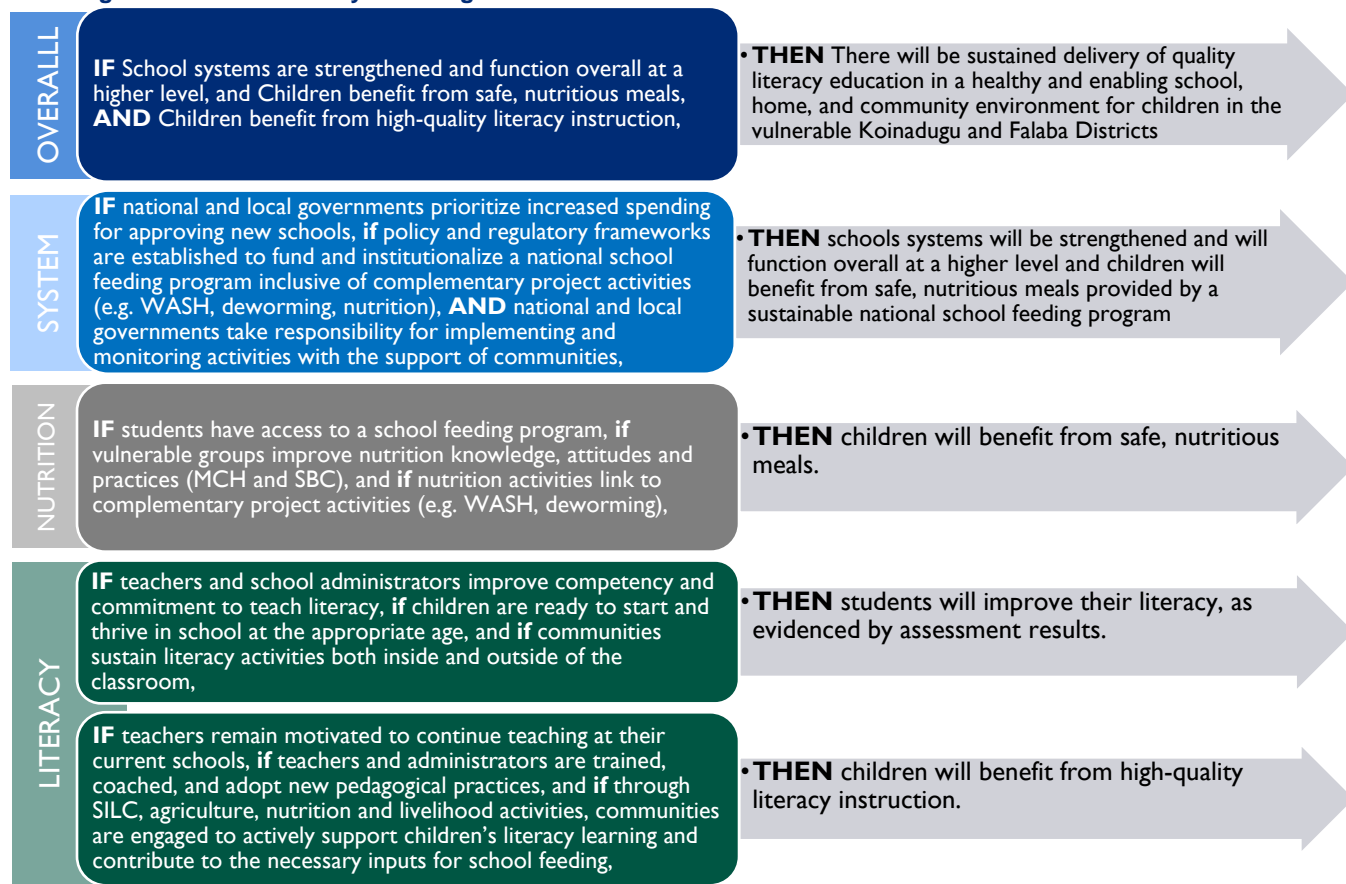 OVERALLL
IF School systems are strengthened and function overall at a
higher level, and Children benefit from safe, nutritious meals,
AND Children benefit from high-quality literacy instruction,
• THEN There will be sustained delivery of quality
literacy education in a healthy and enabling school,
home, and community environment for children in the
vulnerable Koinadugu and Falaba Districts
SYSTEM
IF national and local governments prioritize increased spending
for approving new schools, if policy and regulatory frameworks
are established to fund and institutionalize a national school
feeding program inclusive of complementary project activities
(e.g. WASH, deworming, nutrition), AND national and local
governments take responsibility for implementing and
monitoring activities with the support of communities,
• THEN schools systems will be strengthened and will
function overall at a higher level and children will
benefit from safe, nutritious meals provided by a
sustainable national school feeding program
NUTRITION
IF students have access to a school feeding program, if
vulnerable groups improve nutrition knowledge, attitudes and
practices (MCH and SBC), and if nutrition activities link to
complementary project activities (e.g. WASH, deworming),
• THEN children will benefit from safe, nutritious
meals.
LITERACY
IF teachers and school administrators improve competency and
commitment to teach literacy, if children are ready to start and
thrive in school at the appropriate age, and if communities
sustain literacy activities both inside and outside of the
classroom,
• THEN students will improve their literacy, as
evidenced by assessment results.
IF teachers remain motivated to continue teaching at their
current schools, if teachers and administrators are trained,
coached, and adopt new pedagogical practices, and if through
SILC, agriculture, nutrition and livelihood activities, communities
are engaged to actively support children's literacy learning and
contribute to the necessary inputs for school feeding,
• THEN children will benefit from high-quality
literacy instruction.